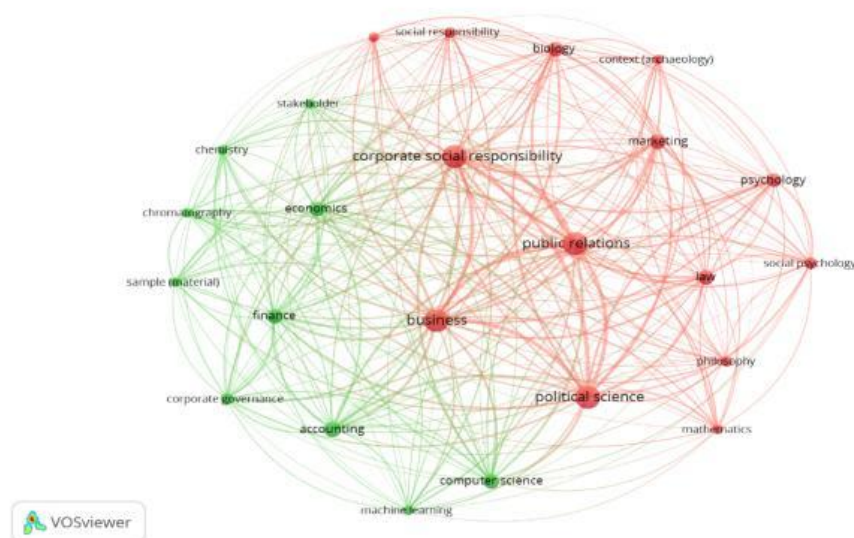 social responsibility
biology
context (archaeology)
stakeholder
marketing
chemistry
corporate social responsibility
psychology
chromatography
economics
public relations
social psychology
law
sample (material)
finance
business
philosophy
corporate governance
political science
accounting
mathematics
computer science
machine learning
VOSviewer